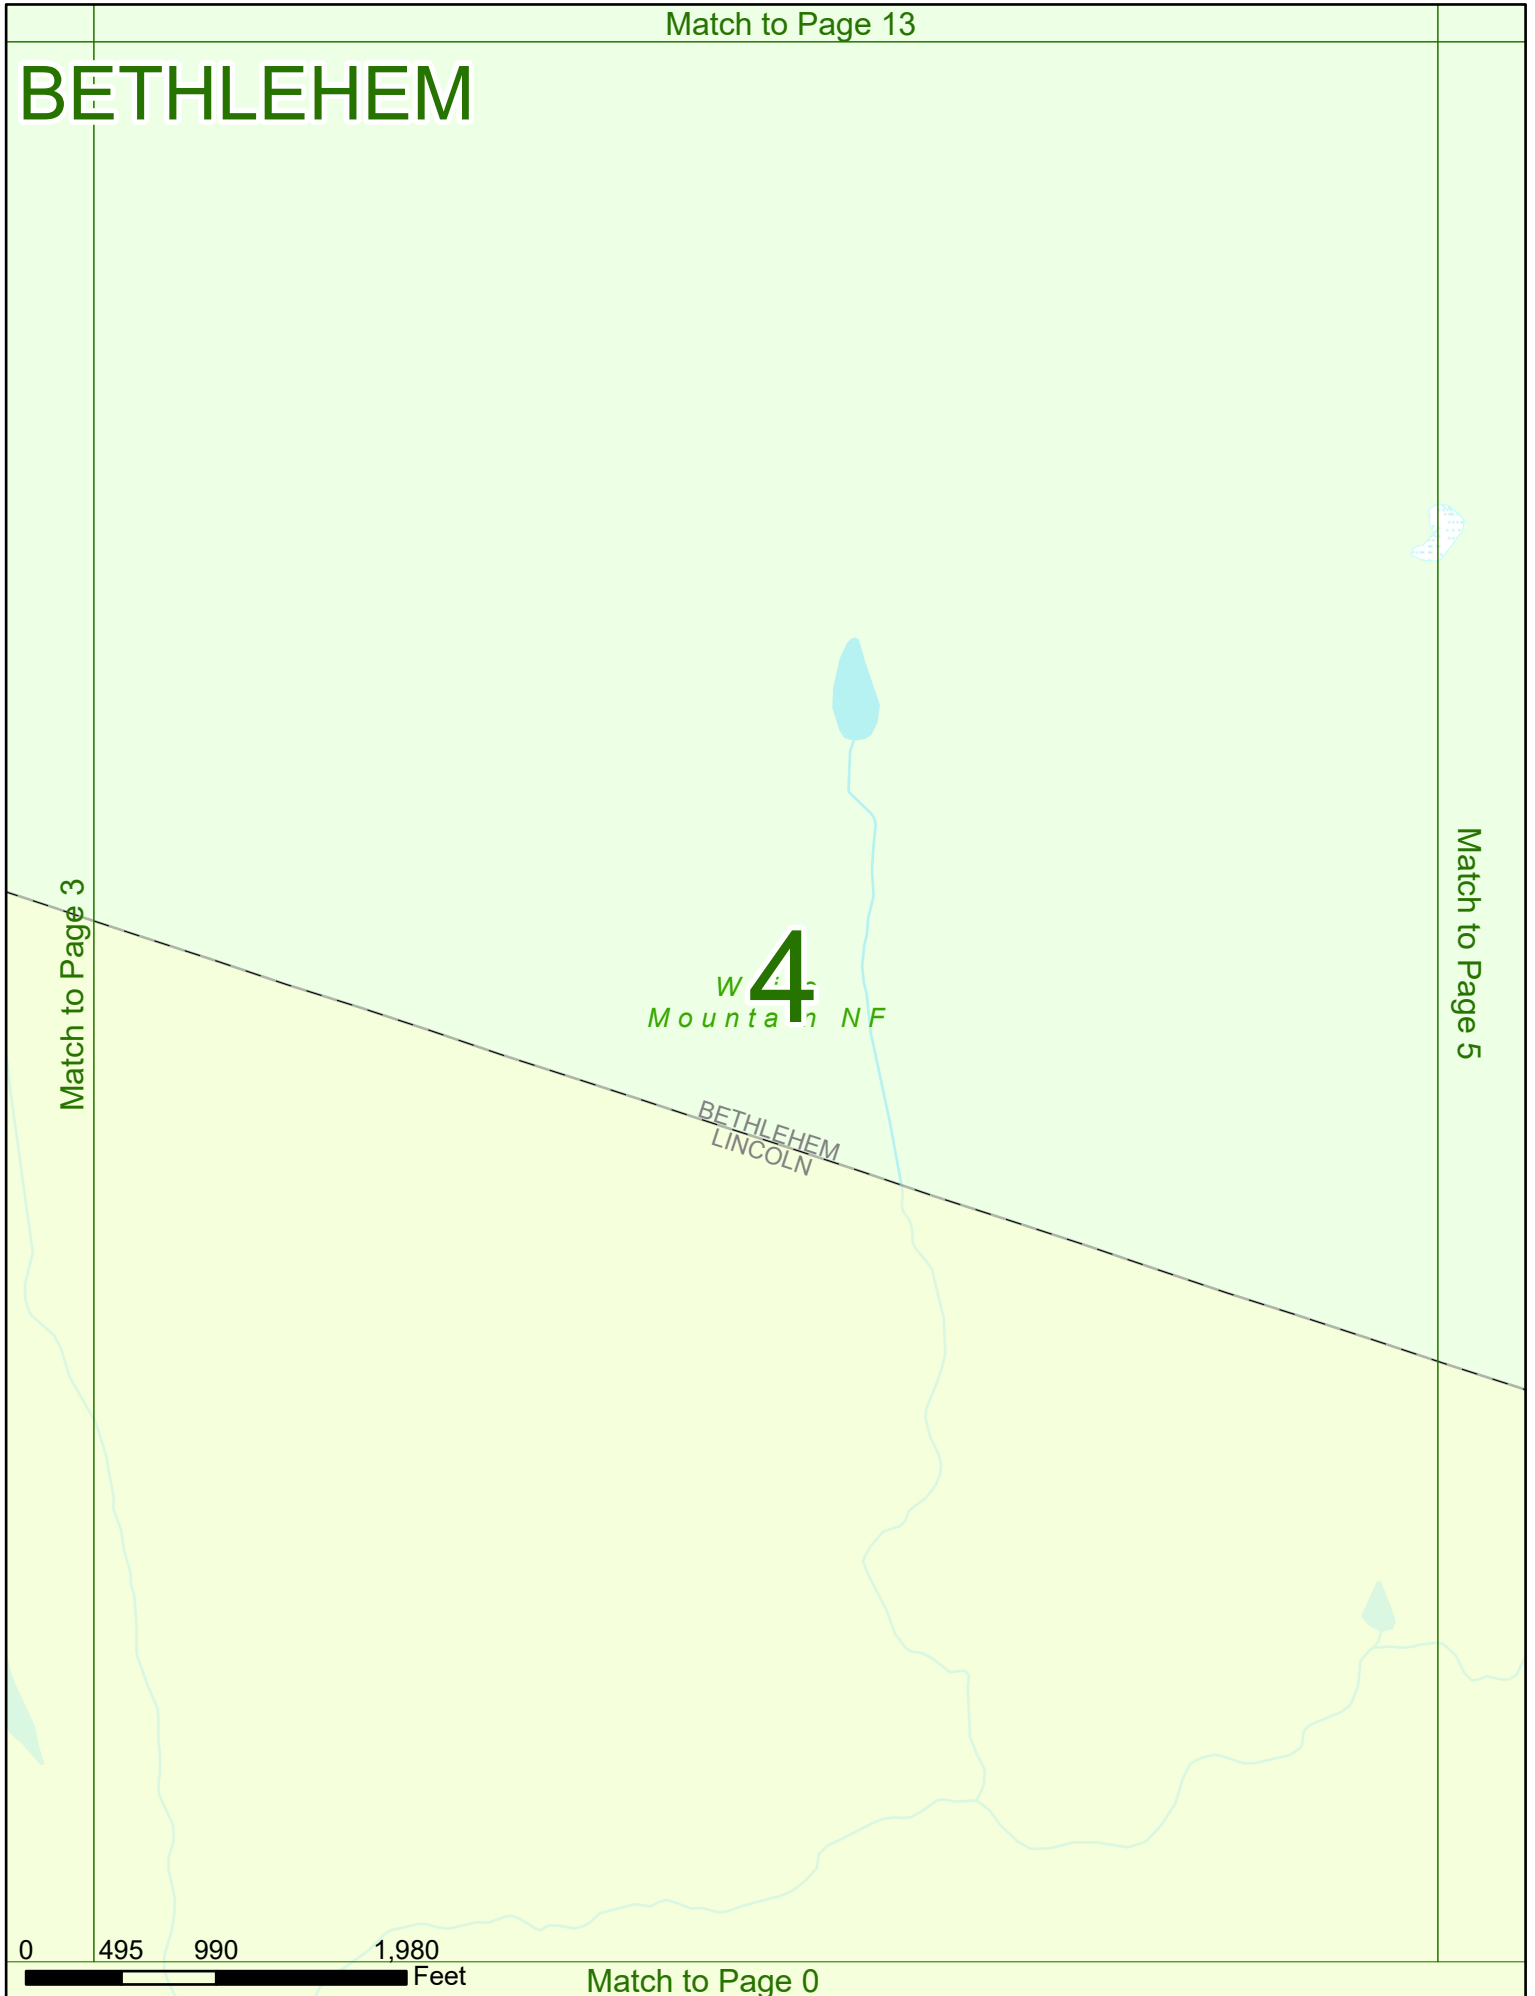 Match to Page 13
BETHLEHEM
Match to Page 3
Match to Page 5
4
Mountain NF
BETHLEHEM
LINCOLN
0 495 990 1,980
Feet
Match to Page 0